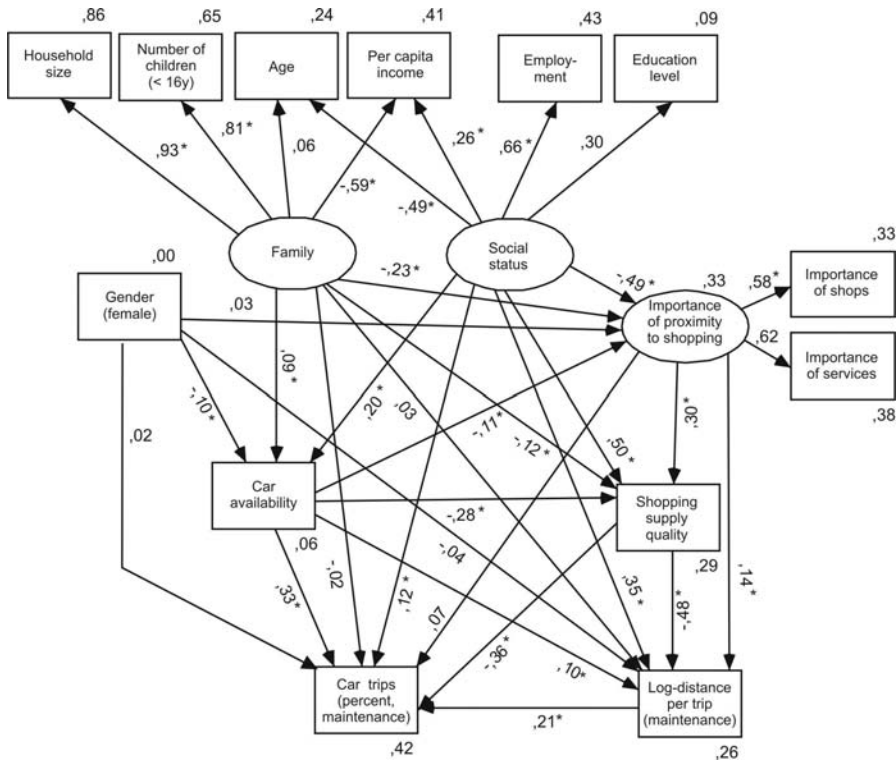 ,86
,65
,24
,41
,43
,09
Household
size
Number of
children
(< 16y)
Age
Per capita
income
Employ-
ment
Education
level
,93*
,81*
,06
-,59*
-,49*
,26*
,66*
,30
Family
Social
status
,00
Gender
(female)
,03
-,23*
-,49*
,33
Importance
of proximity
to shopping
,58*
,33
Importance
of shops
,62
Importance
of services
,38
,02
-,10*
,09*
,20*
,03
-,11*
-,12*
,50*
,30*
Car
availability
,06
-,28*
Shopping
supply
quality
,29
,33*
-,02
,12*
-,04
,07
-,36*
,10*
,35*
-,48*
,14*
Car trips
(percent,
maintenance)
,42
,21*
Log-distance
per trip
(maintenance)
,26